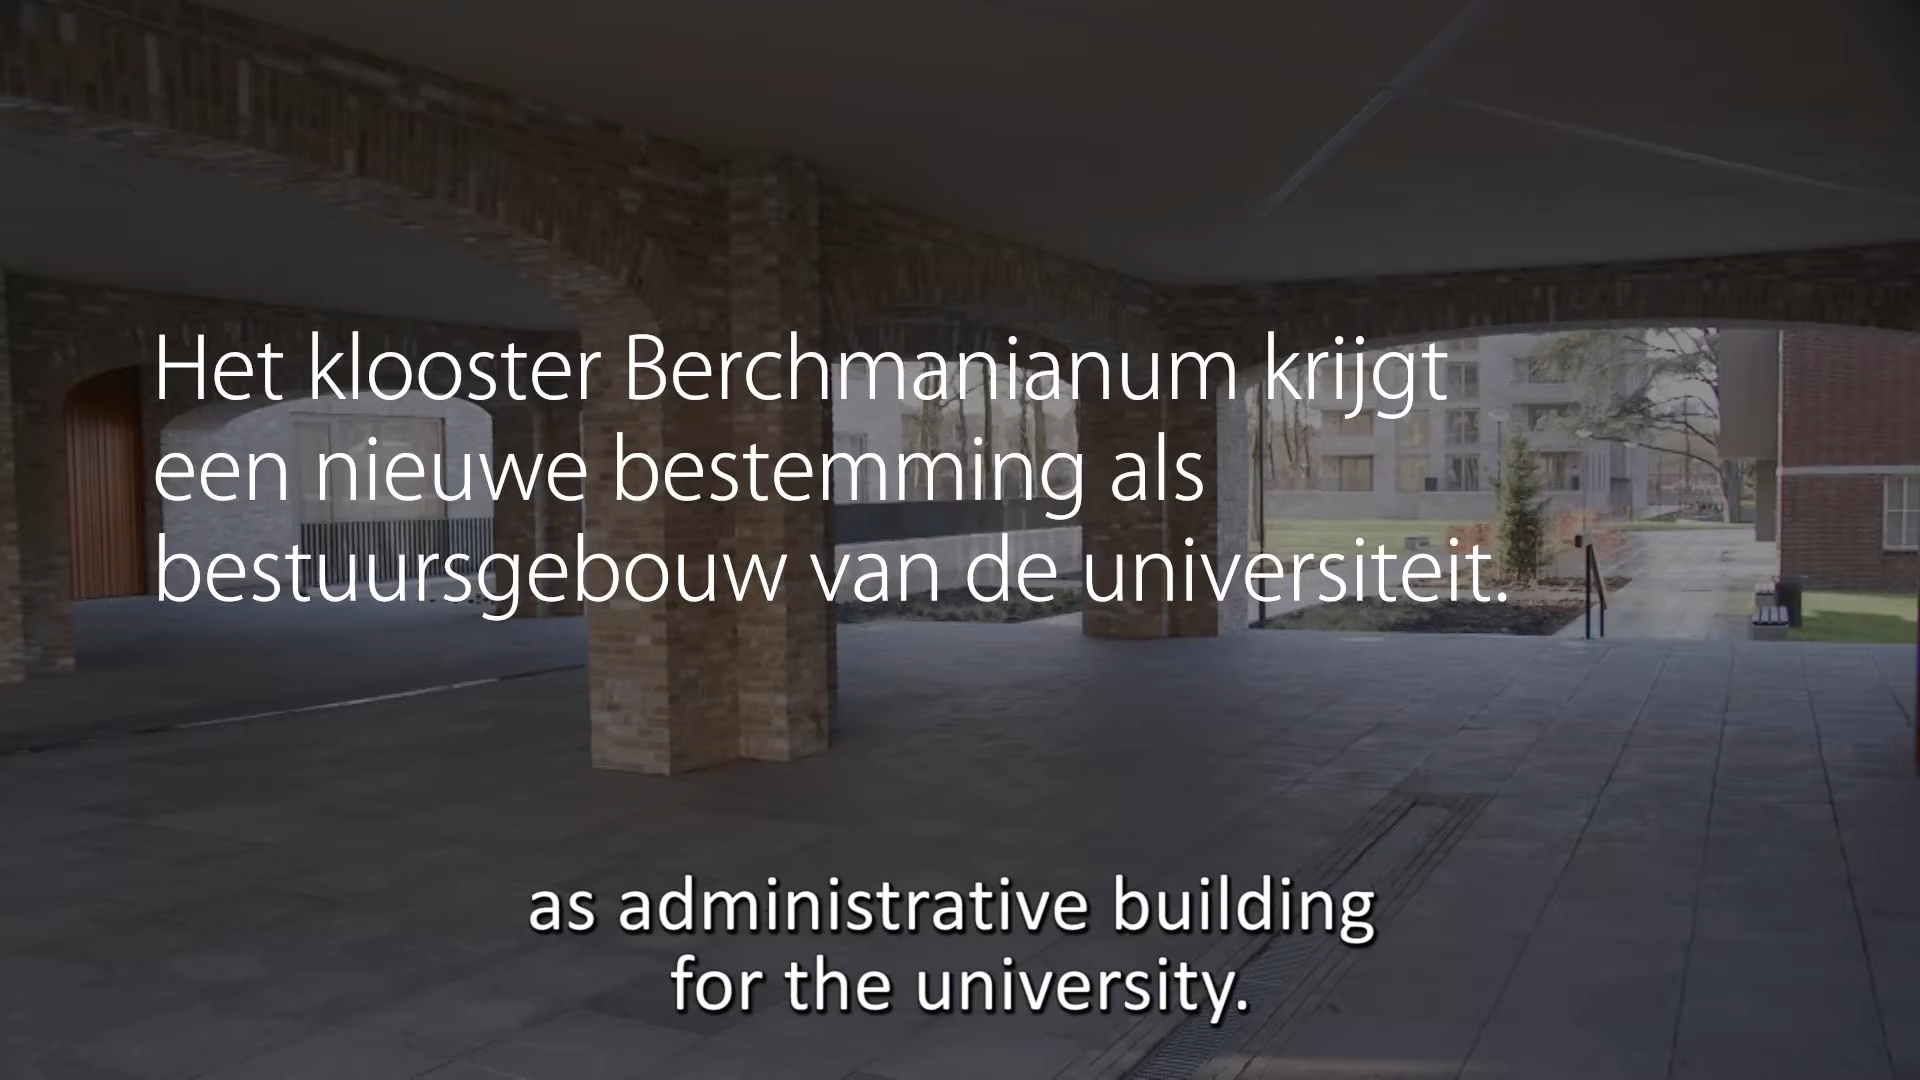 Het klooster Berchmanianum krijgt
een nieuwe bestemming als
bestuursgebouw van de universiteit.
as administrative building
for the university.